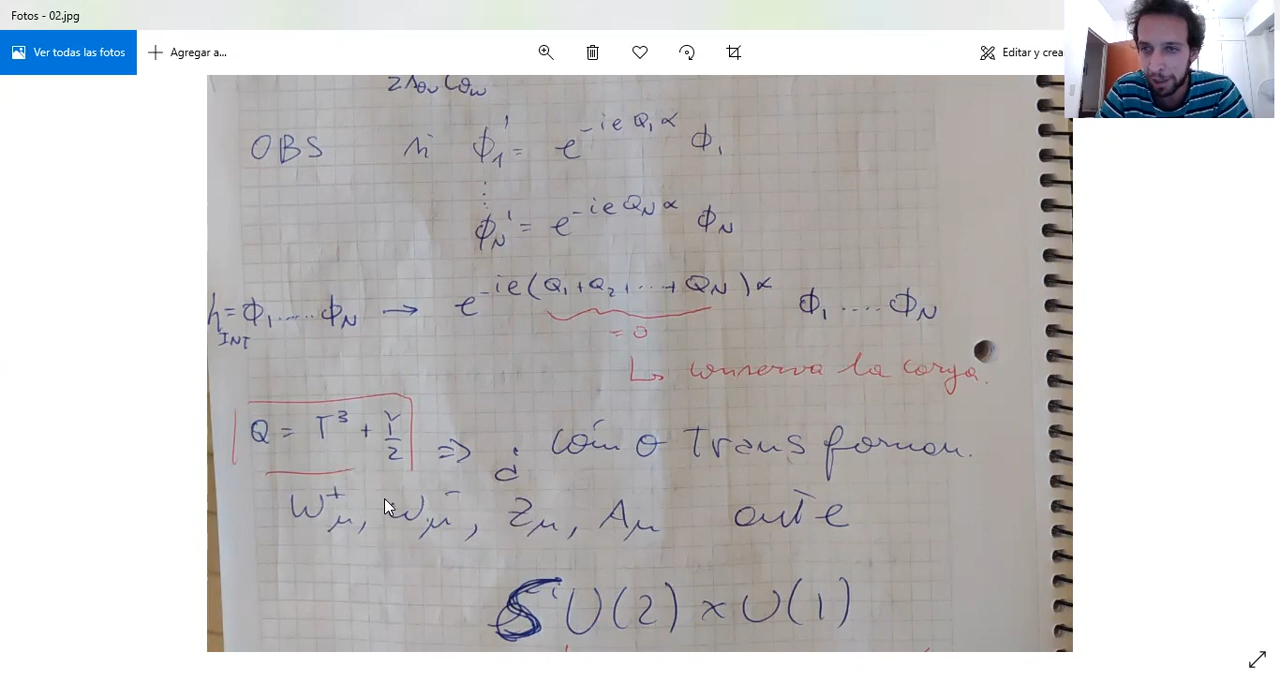 Fotos - 02.jpg
Ver todas las fotos
Agregar a...
Editar y crea
OBS si ϕ₁' = e^{-ieQ₁α} ϕ₁
⋮
ϕ_N' = e^{-ieQ_Nα} ϕ_N
h_INT = ϕ₁.....ϕ_N → e^{-ie(Q₁+Q₂,...+Q_N)α} ϕ₁....ϕ_N
= 0
↳ conserva la carga.
Q = T³ + Y/2 ⇒ ¿cómo Transforman.
W⁺_μ, W⁻_μ, Z_μ, A_μ ante
SU(2) x U(1)